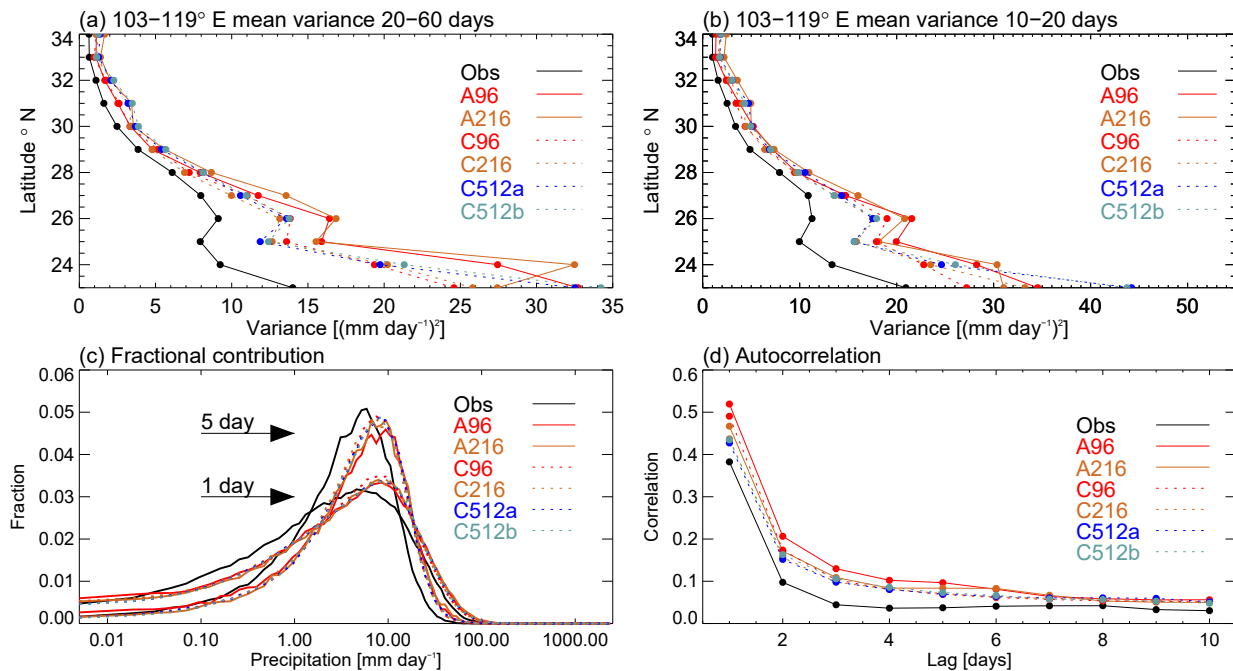 (a) 103−119° E mean variance 20−60 days
Latitude ° N
34
32
30
28
26
24
0
5
10
15
20
25
30
35
Variance [(mm day⁻¹)²]
Obs
A96
A216
C96
C216
C512a
C512b
(b) 103−119° E mean variance 10−20 days
Latitude ° N
34
32
30
28
26
24
0
10
20
30
40
50
Variance [(mm day⁻¹)²]
Obs
A96
A216
C96
C216
C512a
C512b
(c) Fractional contribution
Fraction
0.06
0.05
0.04
0.03
0.02
0.01
0.00
5 day
1 day
0.01
0.10
1.00
10.00
100.00
1000.00
Precipitation [mm day⁻¹]
Obs
A96
A216
C96
C216
C512a
C512b
(d) Autocorrelation
Correlation
0.6
0.5
0.4
0.3
0.2
0.1
0.0
2
4
6
8
10
Lag [days]
Obs
A96
A216
C96
C216
C512a
C512b